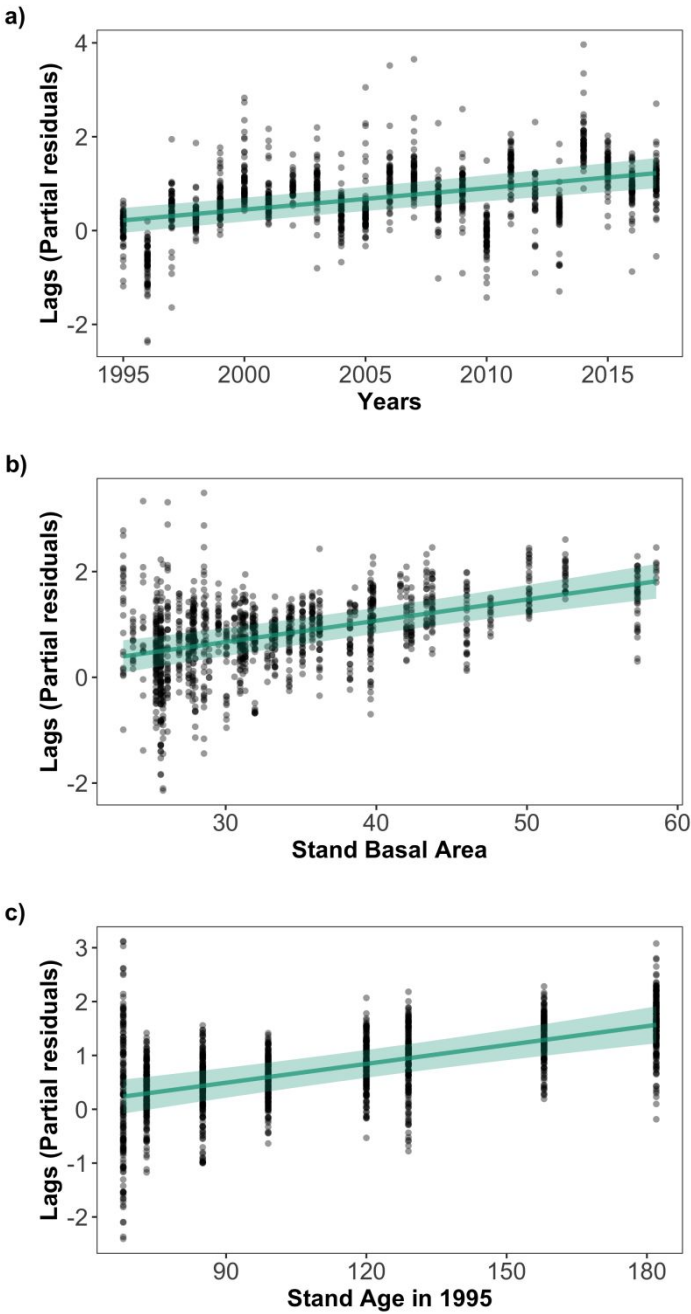 a)
Lags (Partial residuals)
4
2
0
-2
1995 2000 2005 2010 2015
Years
b)
Lags (Partial residuals)
2
0
-2
30 40 50 60
Stand Basal Area
c)
Lags (Partial residuals)
3
2
1
0
-1
-2
90 120 150 180
Stand Age in 1995